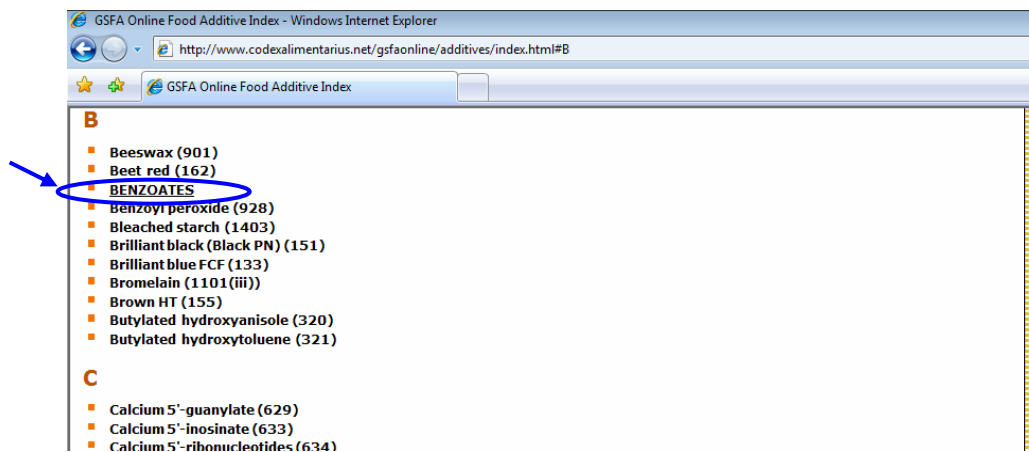 GSFA Online Food Additive Index - Windows Internet Explorer
http://www.codexalimentarius.net/gsfaonline/additives/index.html#B
GSFA Online Food Additive Index
B
Beeswax (901)
Beet red (162)
BENZOATES
Benzoyl peroxide (928)
Bleached starch (1403)
Brilliant black (Black PN) (151)
Brilliant blue FCF (133)
Bromelain (1101(iii))
Brown HT (155)
Butylated hydroxyanisole (320)
Butylated hydroxytoluene (321)
C
Calcium 5'-guanylate (629)
Calcium 5'-inosinate (633)
Calcium 5'-ribonucleotides (634)